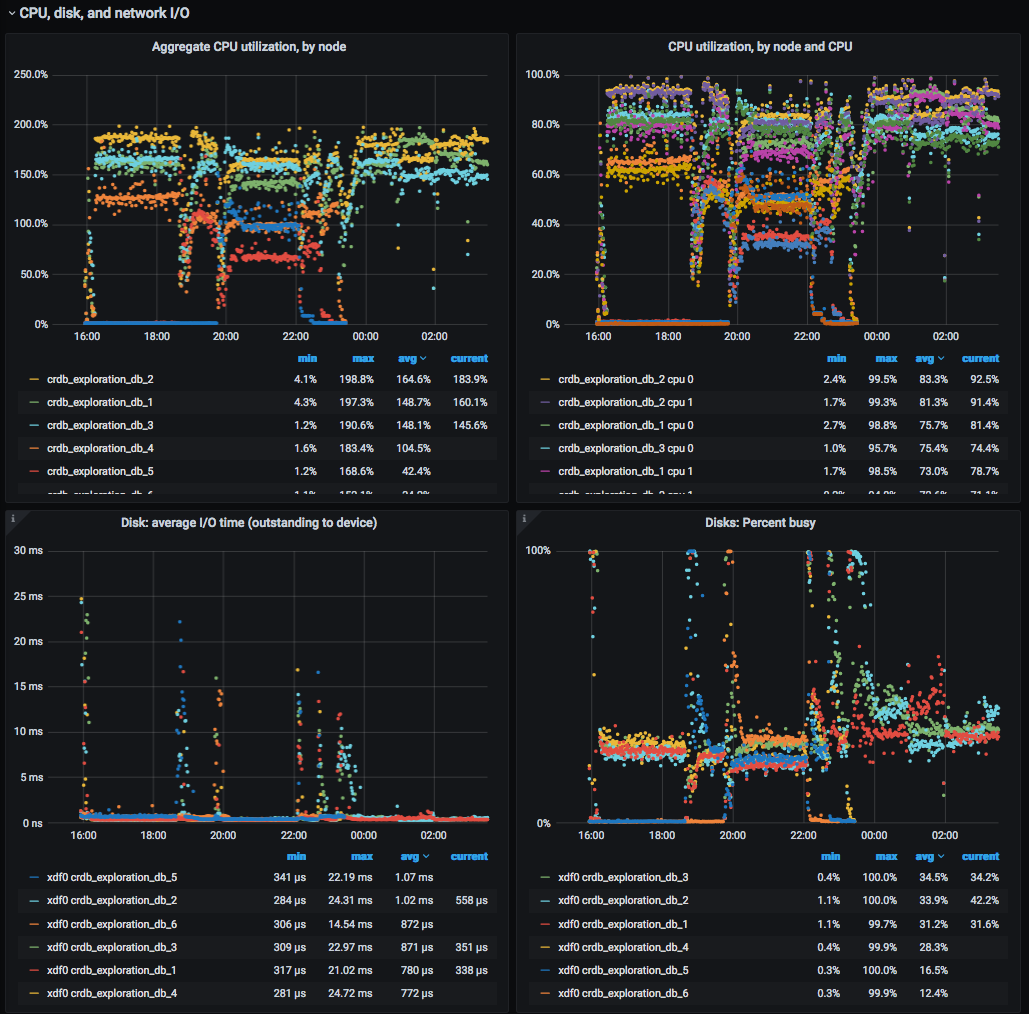 CPU, disk, and network I/O
Aggregate CPU utilization, by node
250.0%
200.0%
150.0%
100.0%
50.0%
0%
16:00 18:00 20:00 22:00 00:00 02:00
min max avg current
crdb_exploration_db_2 4.1% 198.8% 164.6% 183.9%
crdb_exploration_db_1 4.3% 197.3% 148.7% 160.1%
crdb_exploration_db_3 1.2% 190.6% 148.1% 145.6%
crdb_exploration_db_4 1.6% 183.4% 104.5%
crdb_exploration_db_5 1.2% 168.6% 42.4%
CPU utilization, by node and CPU
100.0%
80.0%
60.0%
40.0%
20.0%
0%
16:00 18:00 20:00 22:00 00:00 02:00
min max avg current
crdb_exploration_db_2 cpu 0 2.4% 99.5% 83.3% 92.5%
crdb_exploration_db_2 cpu 1 1.7% 99.3% 81.3% 91.4%
crdb_exploration_db_1 cpu 0 2.7% 98.8% 75.7% 81.4%
crdb_exploration_db_3 cpu 0 1.0% 95.7% 75.4% 74.4%
crdb_exploration_db_1 cpu 1 1.7% 98.5% 73.0% 78.7%
i
Disk: average I/O time (outstanding to device)
30 ms
25 ms
20 ms
15 ms
10 ms
5 ms
0 ns
16:00 18:00 20:00 22:00 00:00 02:00
min max avg current
xdf0 crdb_exploration_db_5 341 µs 22.19 ms 1.07 ms
xdf0 crdb_exploration_db_2 284 µs 24.31 ms 1.02 ms 558 µs
xdf0 crdb_exploration_db_6 306 µs 14.54 ms 872 µs
xdf0 crdb_exploration_db_3 309 µs 22.97 ms 871 µs 351 µs
xdf0 crdb_exploration_db_1 317 µs 21.02 ms 780 µs 338 µs
xdf0 crdb_exploration_db_4 281 µs 24.72 ms 772 µs
i
Disks: Percent busy
100%
0%
16:00 18:00 20:00 22:00 00:00 02:00
min max avg current
xdf0 crdb_exploration_db_3 0.4% 100.0% 34.5% 34.2%
xdf0 crdb_exploration_db_2 1.1% 100.0% 33.9% 42.2%
xdf0 crdb_exploration_db_1 1.1% 99.7% 31.2% 31.6%
xdf0 crdb_exploration_db_4 0.4% 99.9% 28.3%
xdf0 crdb_exploration_db_5 0.3% 100.0% 16.5%
xdf0 crdb_exploration_db_6 0.3% 99.9% 12.4%